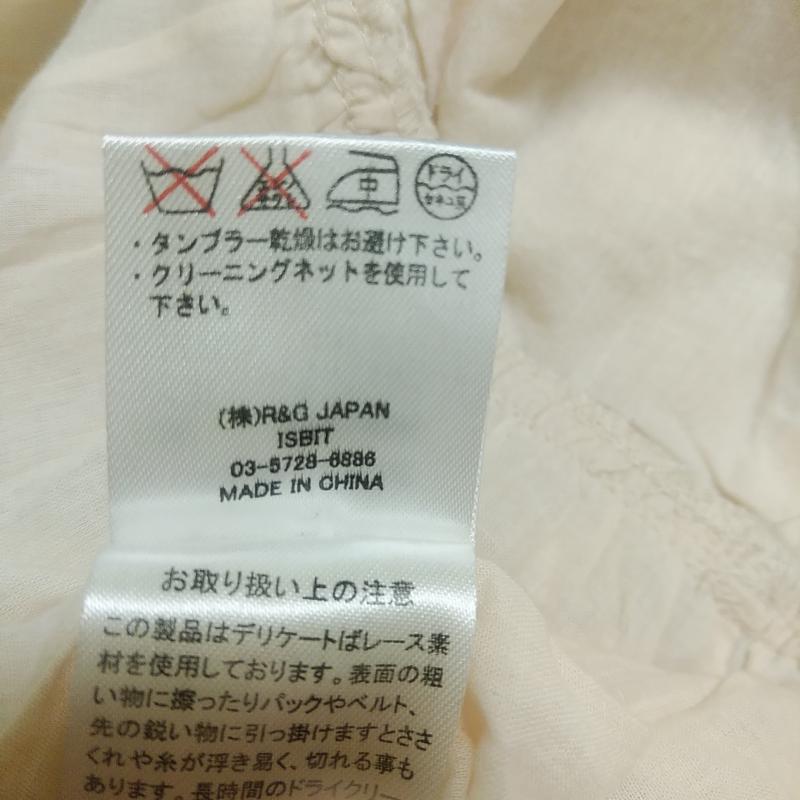 中
ドライ
セキユ系
・タンブラー乾燥はお避け下さい。
・クリーニングネットを使用して
下さい。
(株)R&G JAPAN
ISBIT
03-5728-6886
MADE IN CHINA
お取り扱い上の注意
この製品はデリケートばレース素
材を使用しております。表面の粗
い物に擦ったりバックやベルト、
先の鋭い物に引っ掛けますとささ
くれや糸が浮き易く、切れる事も
あります。長時間のドライクリー